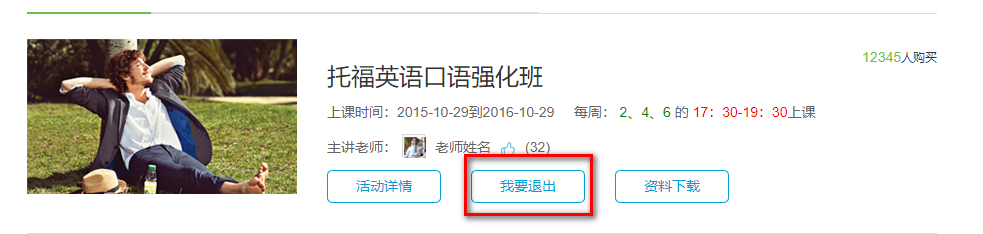 12345人购买
托福英语口语强化班
上课时间：2015-10-29到2016-10-29 每周： 2、4、6 的 17：30-19：30上课
主讲老师： 老师姓名 (32)
活动详情 我要退出 资料下载